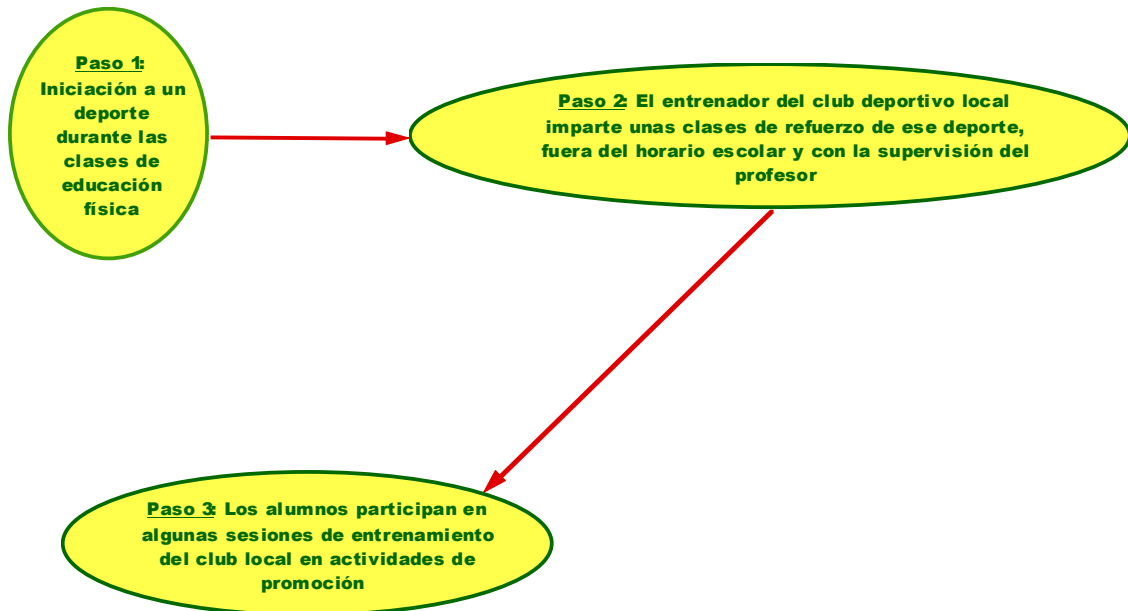 Paso 1:
Iniciación a un
deporte
durante las
clases de
educación
física
Paso 2: El entrenador del club deportivo local
imparte unas clases de refuerzo de ese deporte,
fuera del horario escolar y con la supervisión del
profesor
Paso 3: Los alumnos participan en
algunas sesiones de entrenamiento
del club local en actividades de
promoción